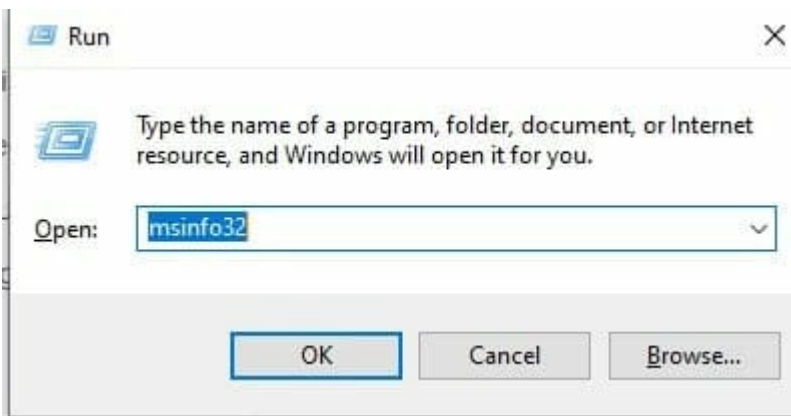 Run
Type the name of a program, folder, document, or Internet
resource, and Windows will open it for you.
Open: msinfo32
OK Cancel Browse...